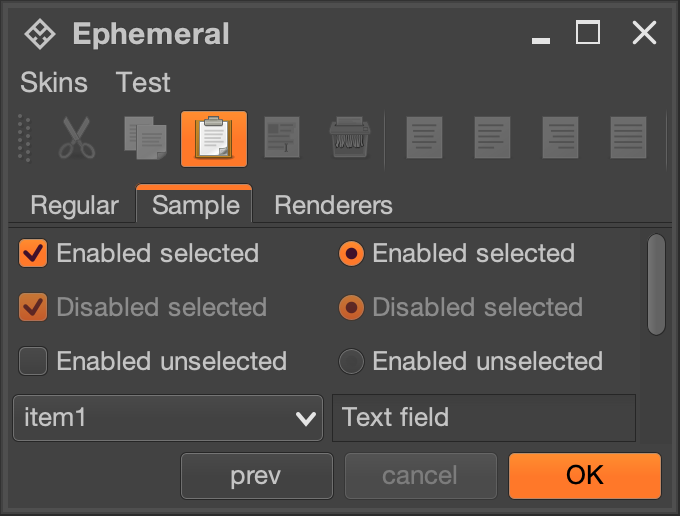 Ephemeral
Skins Test
Regular Sample Renderers
Enabled selected Enabled selected
Disabled selected Disabled selected
Enabled unselected Enabled unselected
item1 Text field
prev cancel OK